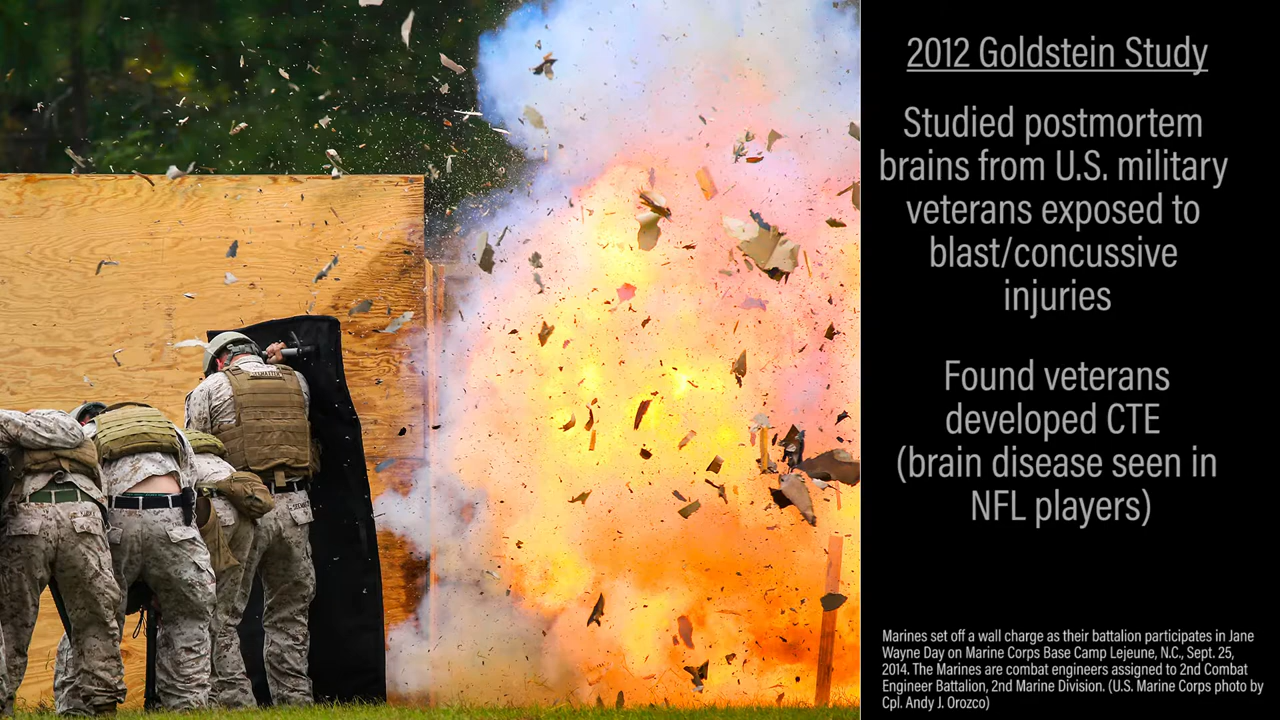 2012 Goldstein Study
Studied postmortem
brains from U.S. military
veterans exposed to
blast/concussive
injuries
Found veterans
developed CTE
(brain disease seen in
NFL players)
Marines set off a wall charge as their battalion participates in Jane
Wayne Day on Marine Corps Base Camp Lejeune, N.C., Sept. 25,
2014. The Marines are combat engineers assigned to 2nd Combat
Engineer Battalion, 2nd Marine Division. (U.S. Marine Corps photo by
Cpl. Andy J. Orozco)